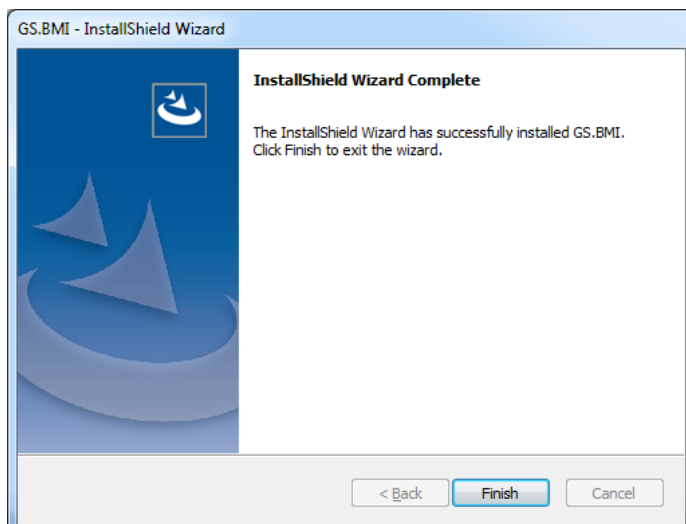 GS.BMI - InstallShield Wizard
InstallShield Wizard Complete
The InstallShield Wizard has successfully installed GS.BMI.
Click Finish to exit the wizard.
< Back
Finish
Cancel